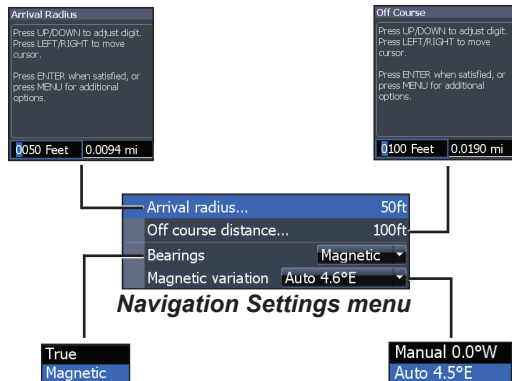 Arrival Radius
Press UP/DOWN to adjust digit.
Press LEFT/RIGHT to move
cursor.
Press ENTER when satisfied, or
press MENU for additional
options.
0050 Feet 0.0094 mi
Off Course
Press UP/DOWN to adjust digit.
Press LEFT/RIGHT to move
cursor.
Press ENTER when satisfied, or
press MENU for additional
options.
0100 Feet 0.0190 mi
Arrival radius... 50ft
Off course distance... 100ft
Bearings Magnetic
Magnetic variation Auto 4.6°E
Navigation Settings menu
True
Magnetic
Manual 0.0°W
Auto 4.5°E